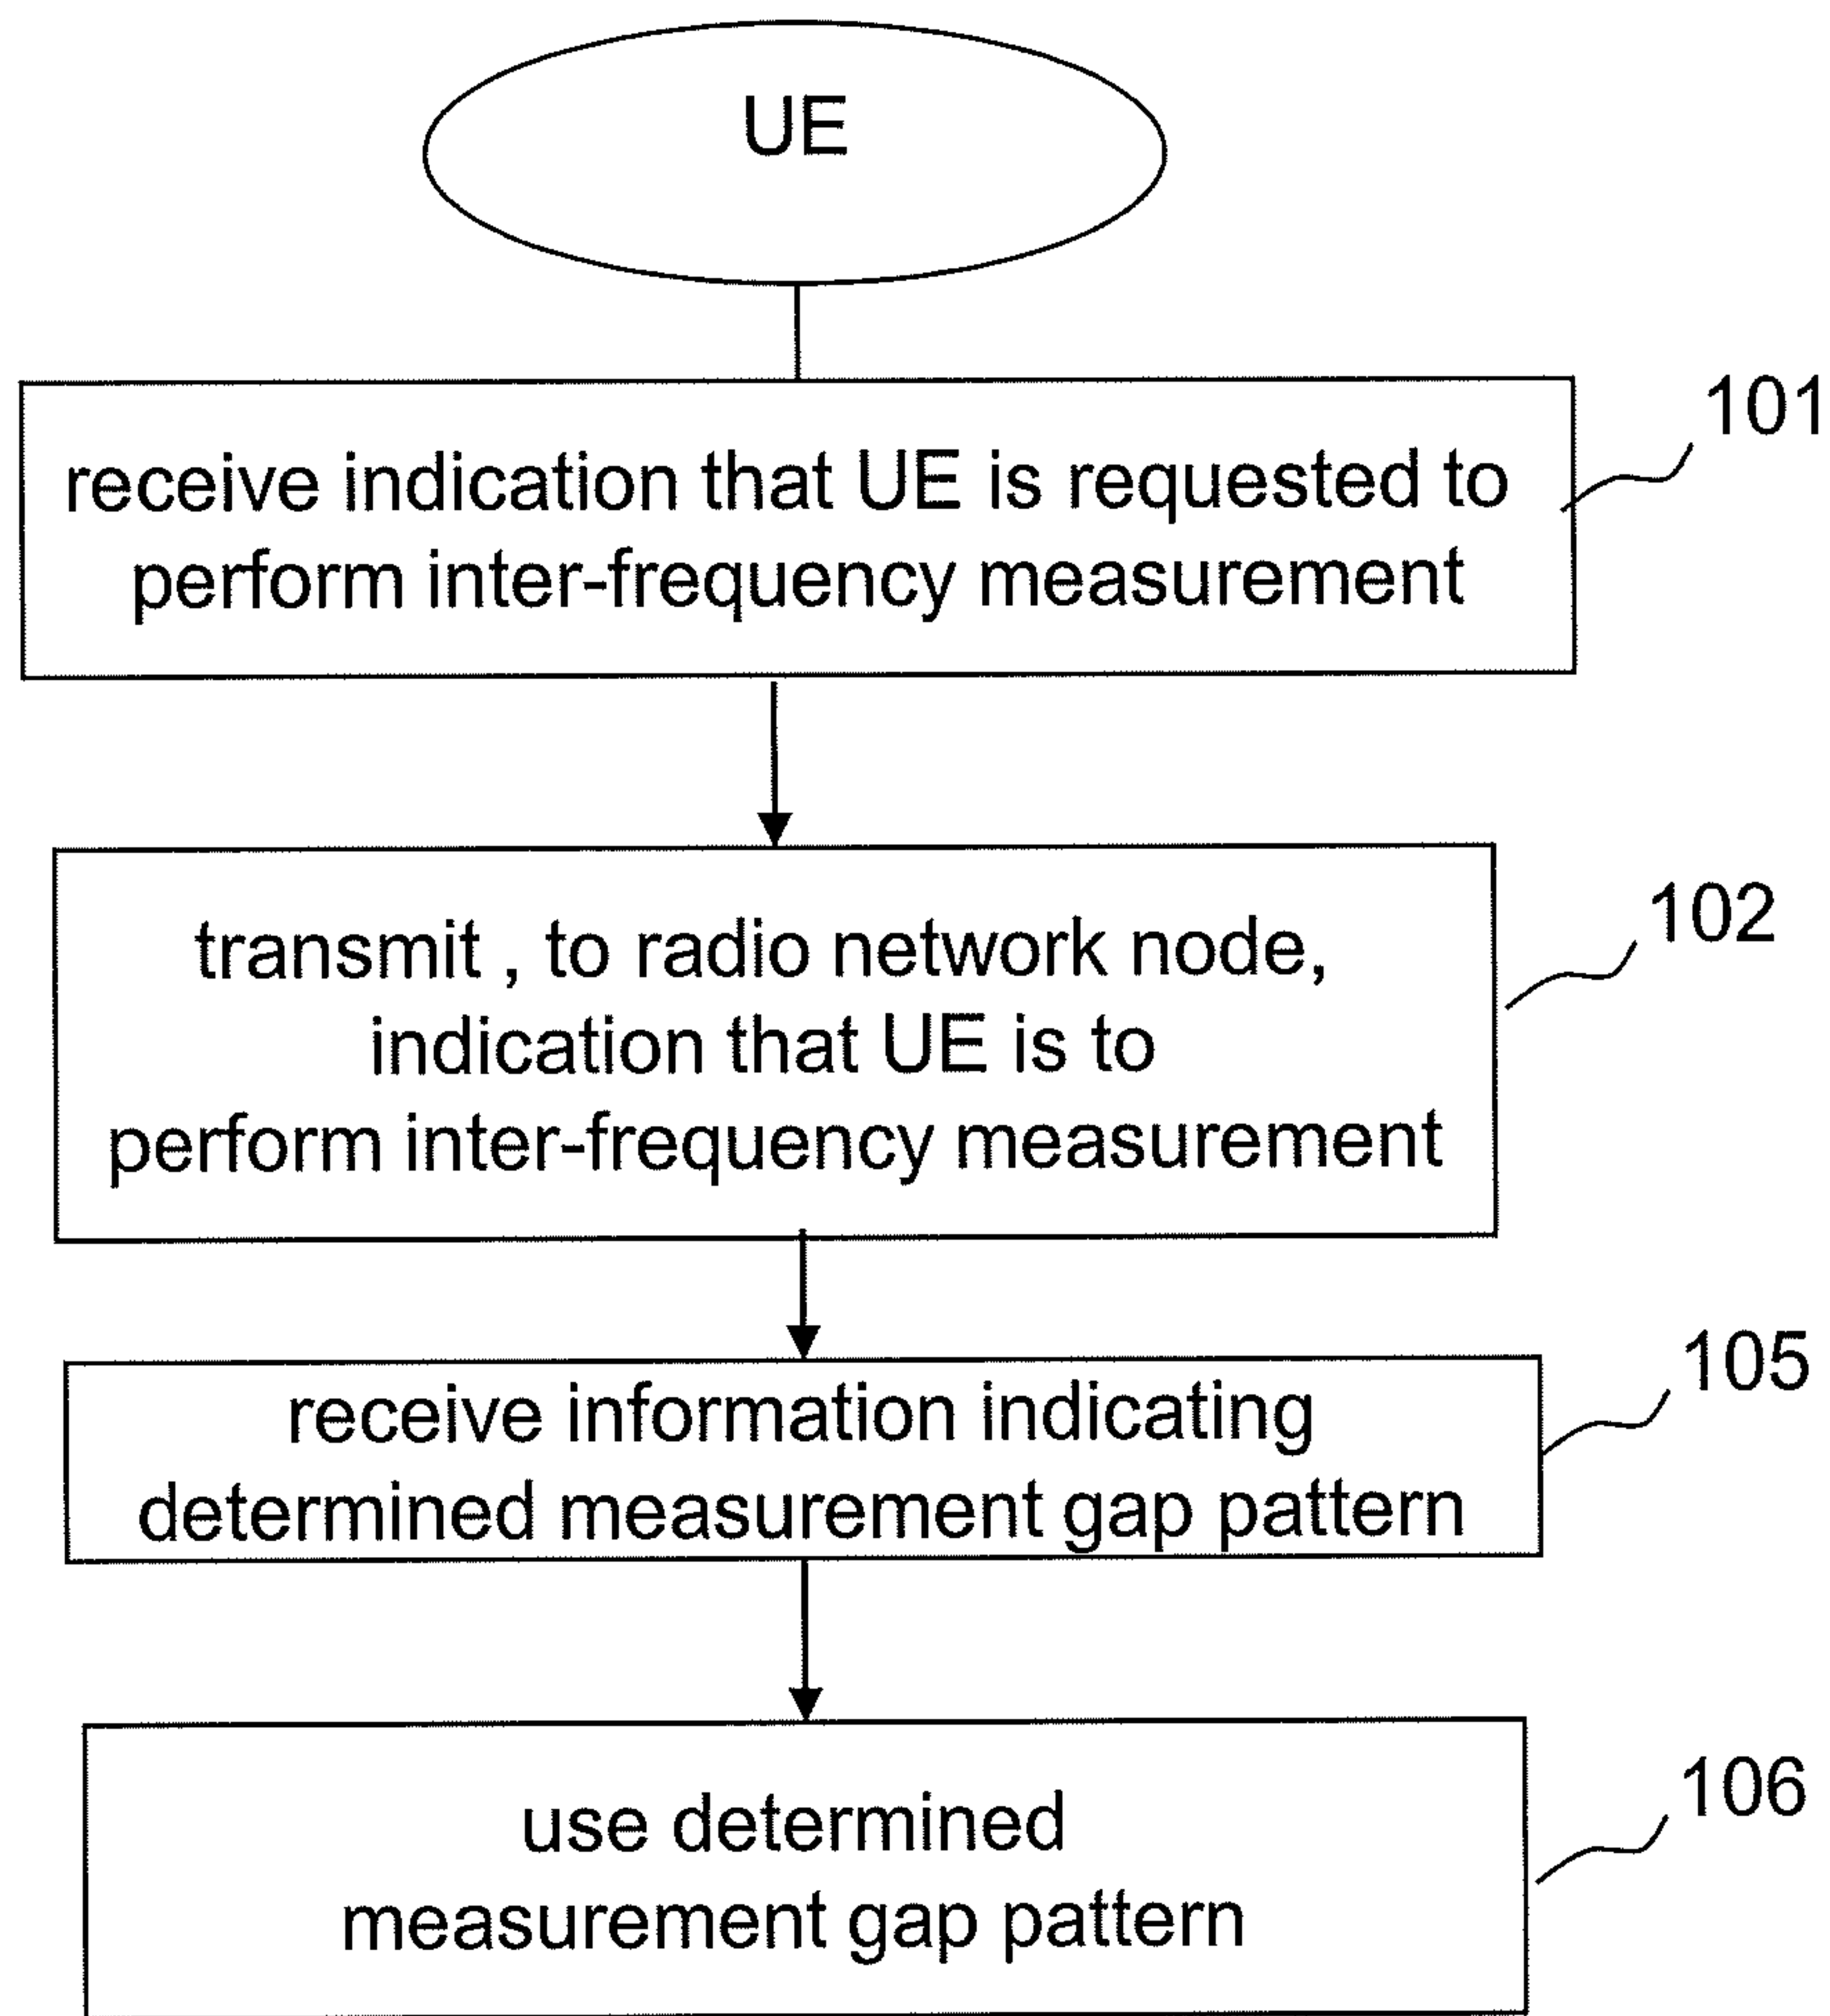 UE
receive indication that UE is requested to
perform inter-frequency measurement
101
transmit , to radio network node,
indication that UE is to
perform inter-frequency measurement
102
receive information indicating
determined measurement gap pattern
105
use determined
measurement gap pattern
106